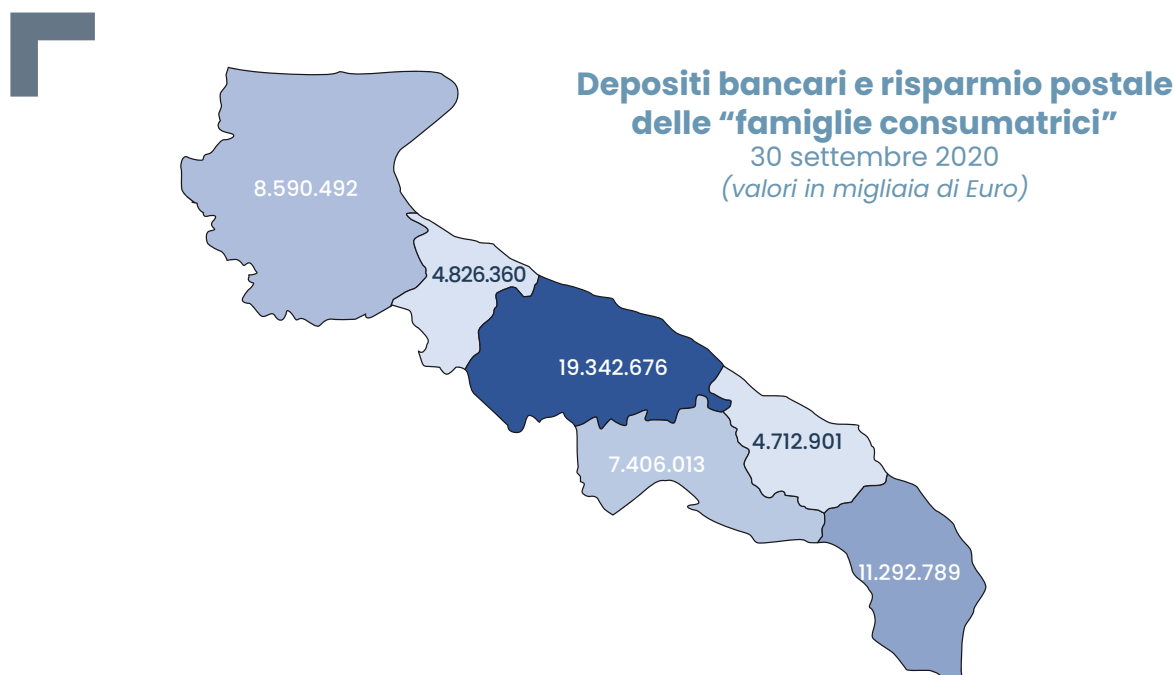 Depositi bancari e risparmio postale
delle “famiglie consumatrici”
30 settembre 2020
(valori in migliaia di Euro)
8.590.492
4.826.360
19.342.676
4.712.901
7.406.013
11.292.789